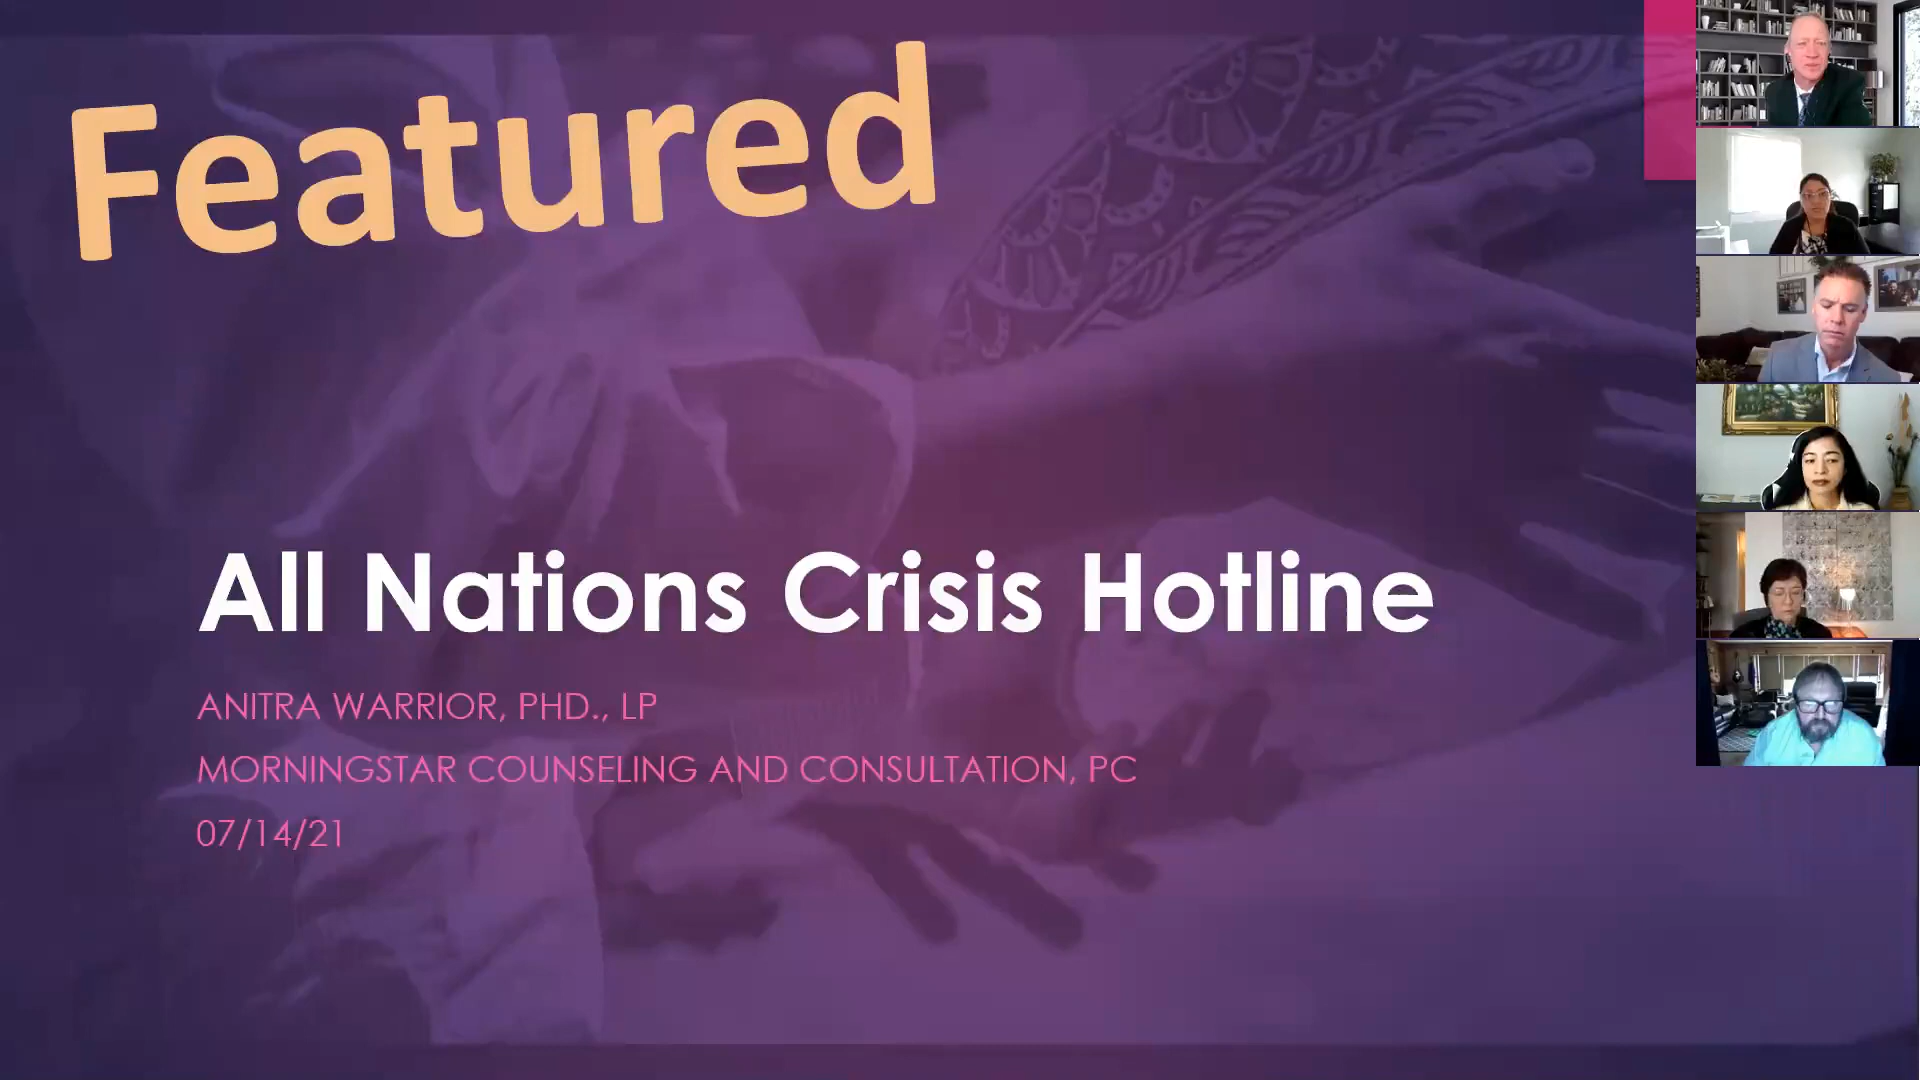 Featured
All Nations Crisis Hotline
ANITRA WARRIOR, PHD., LP
MORNINGSTAR COUNSELING AND CONSULTATION, PC
07/14/21